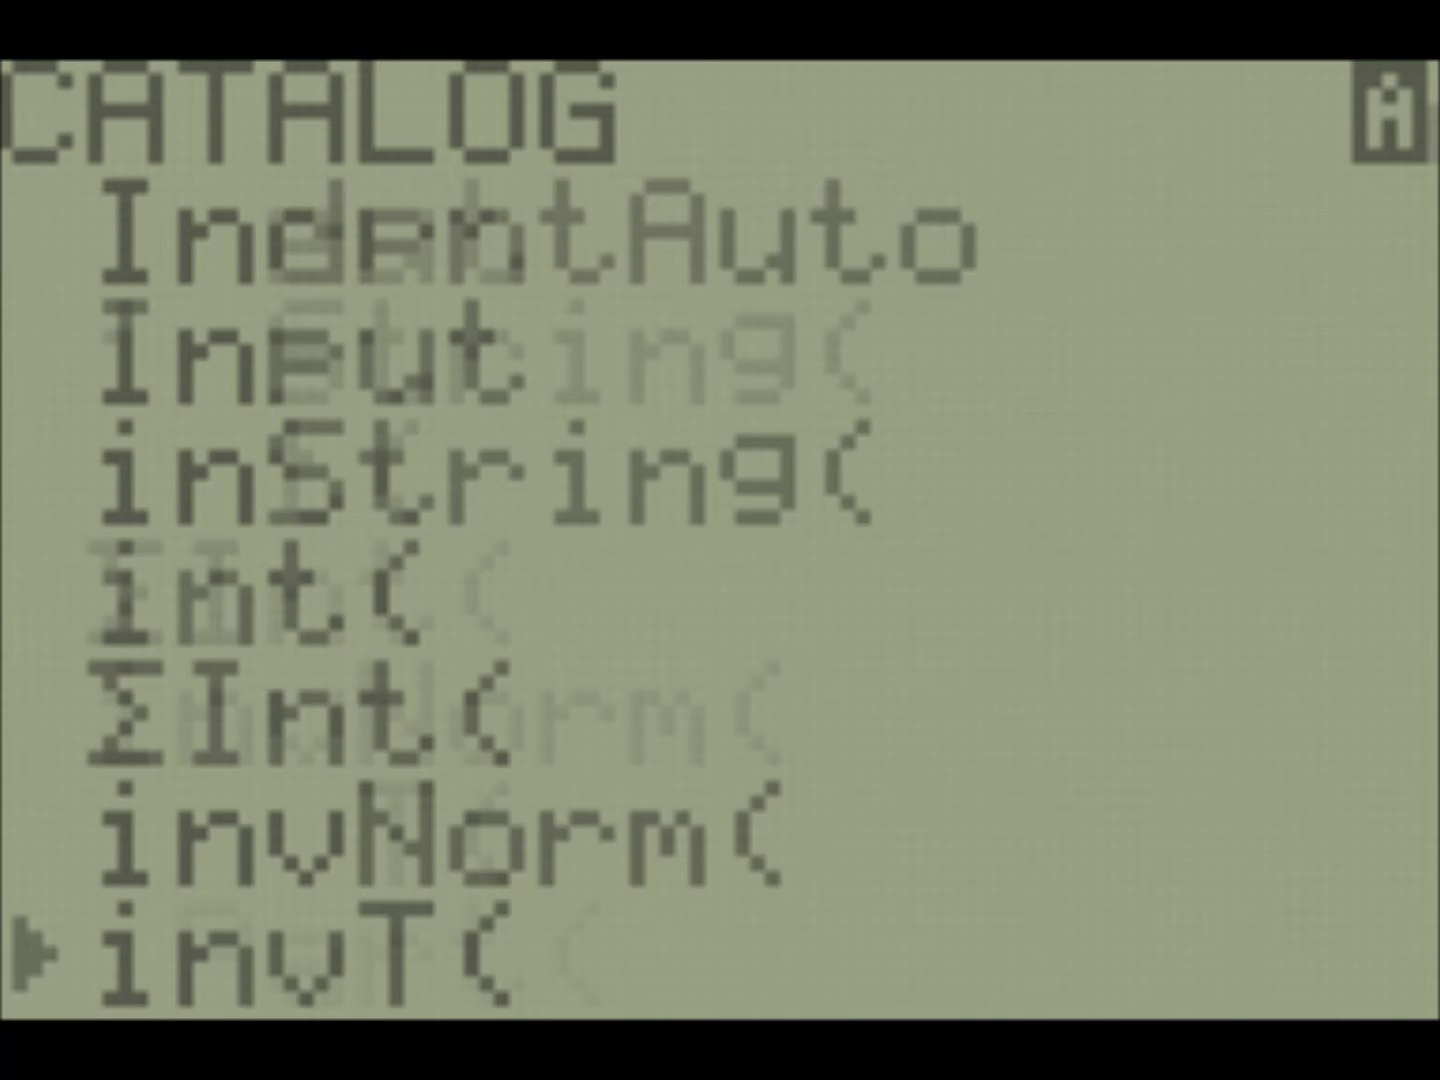 CATALOG A
IndpntAuto
Input
inString(
int(
ΣInt(
invNorm(
invT(